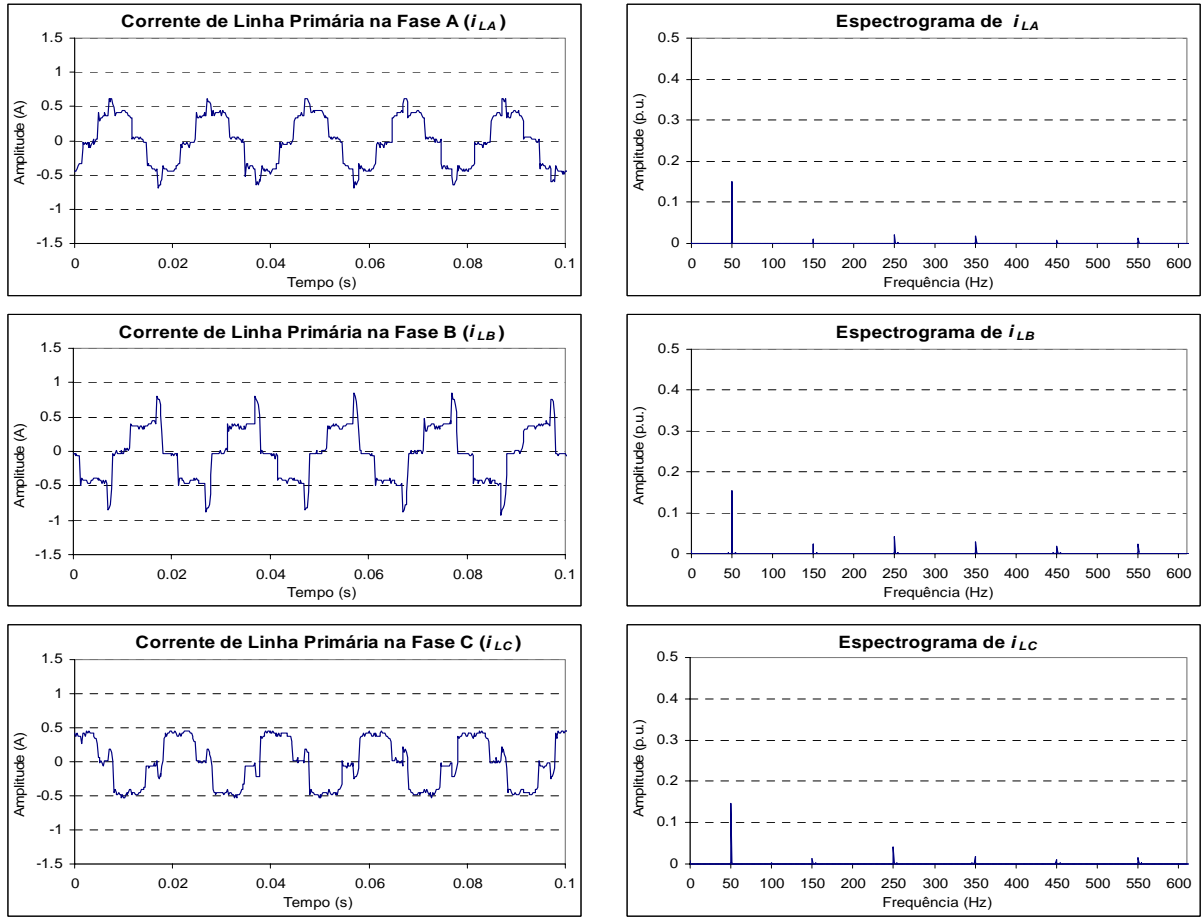 Corrente de Linha Primária na Fase A (iLA)
1.5
1
0.5
0
-0.5
-1
-1.5
Amplitude (A)
0 0.02 0.04 0.06 0.08 0.1
Tempo (s)
Espectrograma de iLA
0.5
0.4
0.3
0.2
0.1
0
Amplitude (p.u.)
0 50 100 150 200 250 300 350 400 450 500 550 600
Frequência (Hz)
Corrente de Linha Primária na Fase B (iLB)
1.5
1
0.5
0
-0.5
-1
-1.5
Amplitude (A)
0 0.02 0.04 0.06 0.08 0.1
Tempo (s)
Espectrograma de iLB
0.5
0.4
0.3
0.2
0.1
0
Amplitude (p.u.)
0 50 100 150 200 250 300 350 400 450 500 550 600
Frequência (Hz)
Corrente de Linha Primária na Fase C (iLC)
1.5
1
0.5
0
-0.5
-1
-1.5
Amplitude (A)
0 0.02 0.04 0.06 0.08 0.1
Tempo (s)
Espectrograma de iLC
0.5
0.4
0.3
0.2
0.1
0
Amplitude (p.u.)
0 50 100 150 200 250 300 350 400 450 500 550 600
Frequência (Hz)